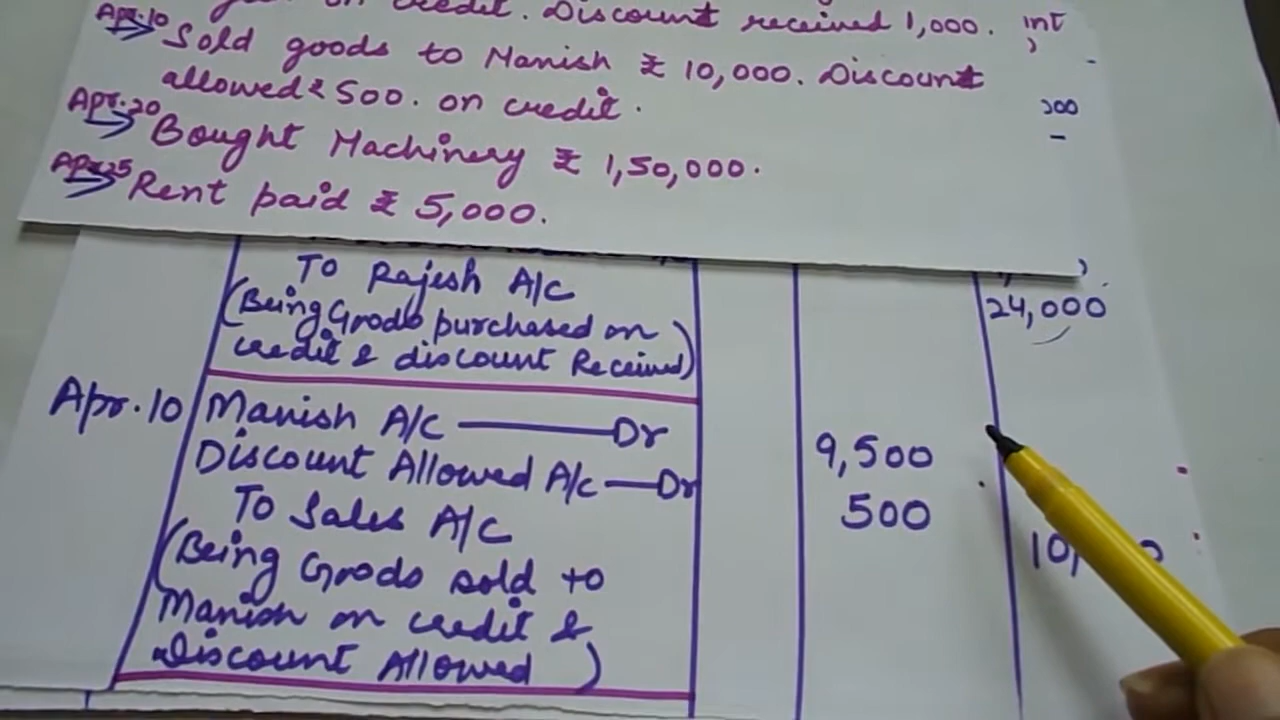 on credit. Discount received 1,000.
Apr.10 Sold goods to Manish ₹ 10,000. Discount
allowed ₹ 500. on credit.
Apr.20 Bought Machinery ₹ 1,50,000.
Apr.25 Rent paid ₹ 5,000.
To Rajesh A/C 24,000
(Being Goods purchased on
credit & discount Received)
Apr.10 Manish A/C Dr 9,500
Discount Allowed A/c Dr 500
To Sales A/C
(Being Goods sold to
Manish on credit &
Discount Allowed)